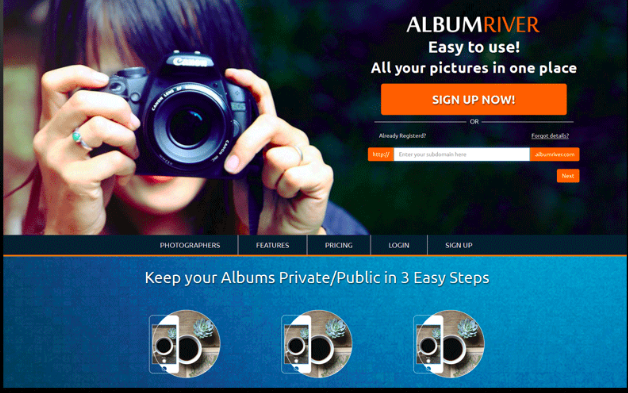 ALBUMRIVER
Easy to use!
All your pictures in one place
SIGN UP NOW!
OR
Already Registerd? Forgot details?
http:// Enter your subdomain here .albumriver.com
Next
Canon
PHOTOGRAPHERS FEATURES PRICING LOGIN SIGN UP
Keep your Albums Private/Public in 3 Easy Steps